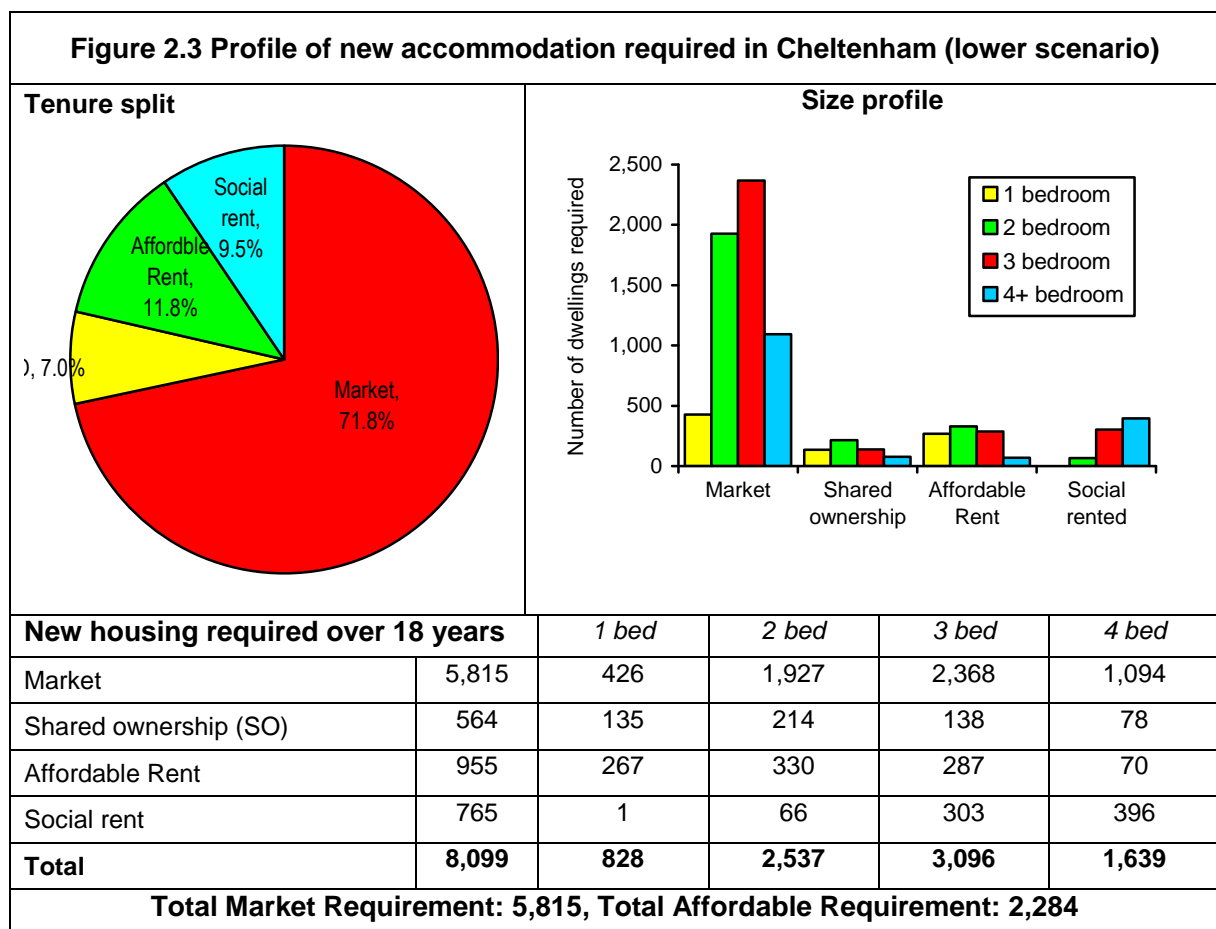 Figure 2.3 Profile of new accommodation required in Cheltenham (lower scenario)
Tenure split
Social
rent,
9.5%
Affordble
Rent,
11.8%
), 7.0%
Market,
71.8%
Size profile
Number of dwellings required
2,500
2,000
1,500
1,000
500
0
Market
Shared
ownership
Affordable
Rent
Social
rented
1 bedroom
2 bedroom
3 bedroom
4+ bedroom
New housing required over 18 years 1 bed 2 bed 3 bed 4 bed
Market 5,815 426 1,927 2,368 1,094
Shared ownership (SO) 564 135 214 138 78
Affordable Rent 955 267 330 287 70
Social rent 765 1 66 303 396
Total 8,099 828 2,537 3,096 1,639
Total Market Requirement: 5,815, Total Affordable Requirement: 2,284